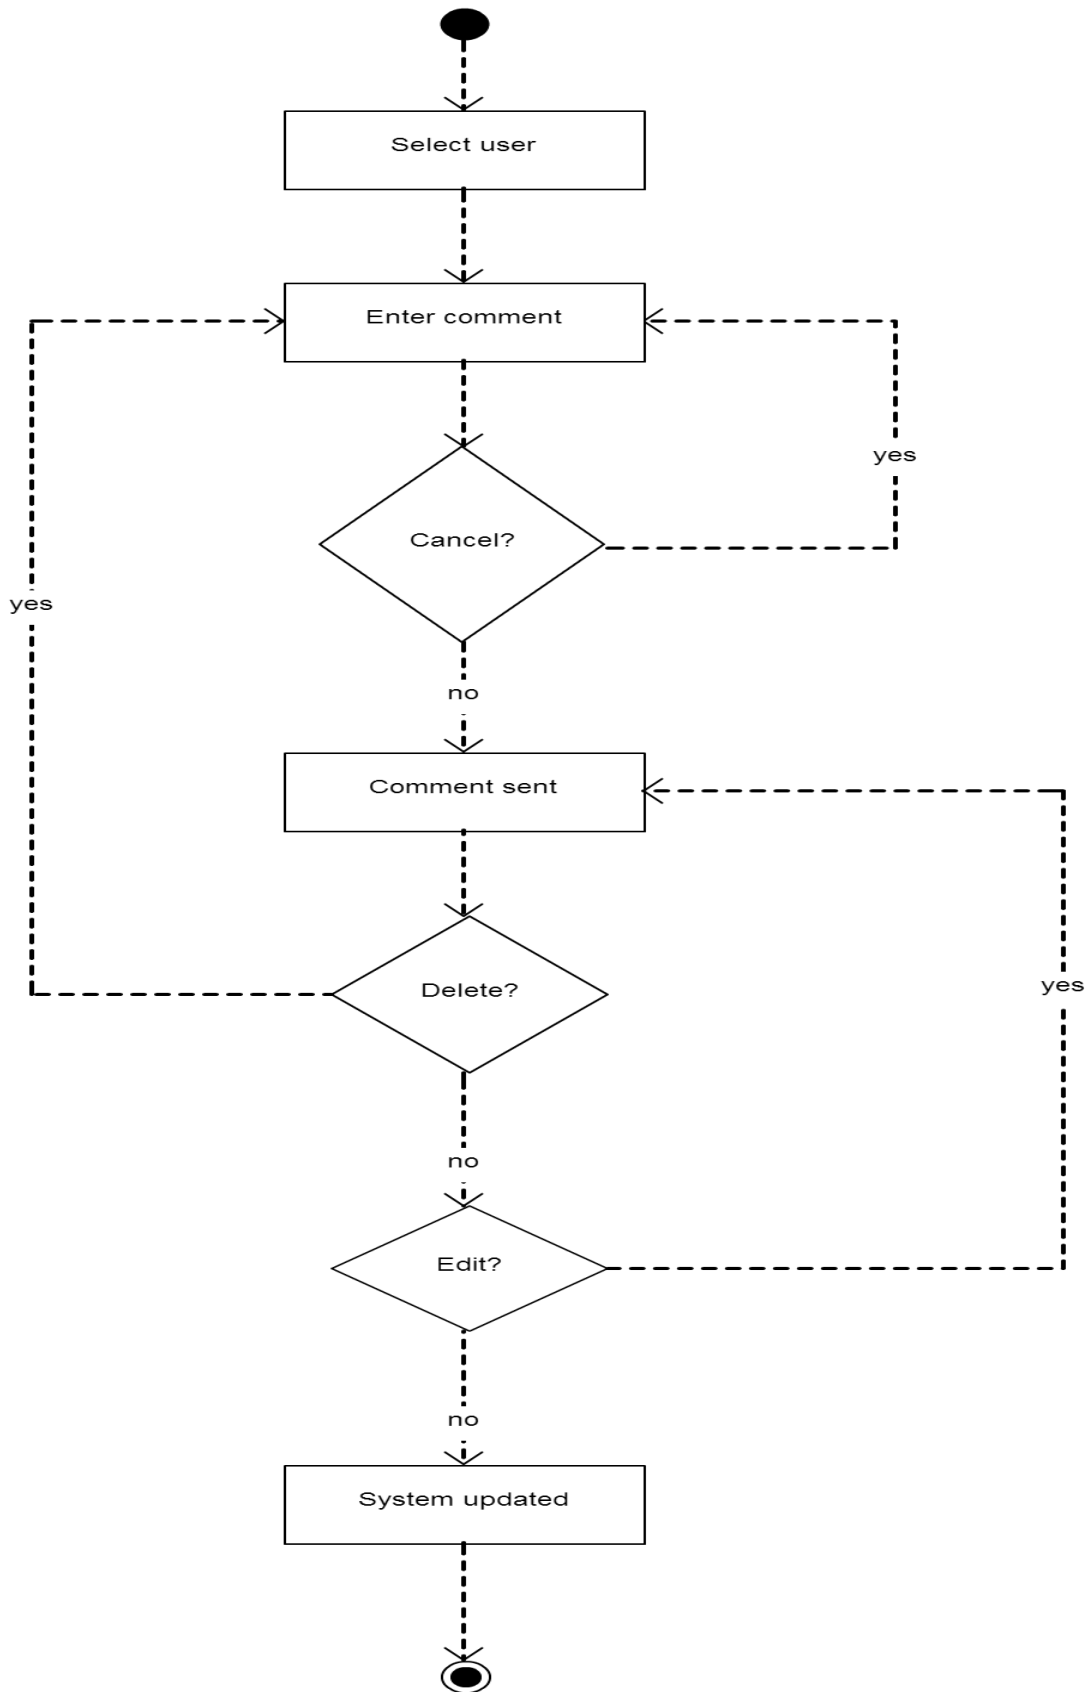 Select user
Enter comment
yes
Cancel?
yes
no
Comment sent
yes
Delete?
no
Edit?
no
System updated